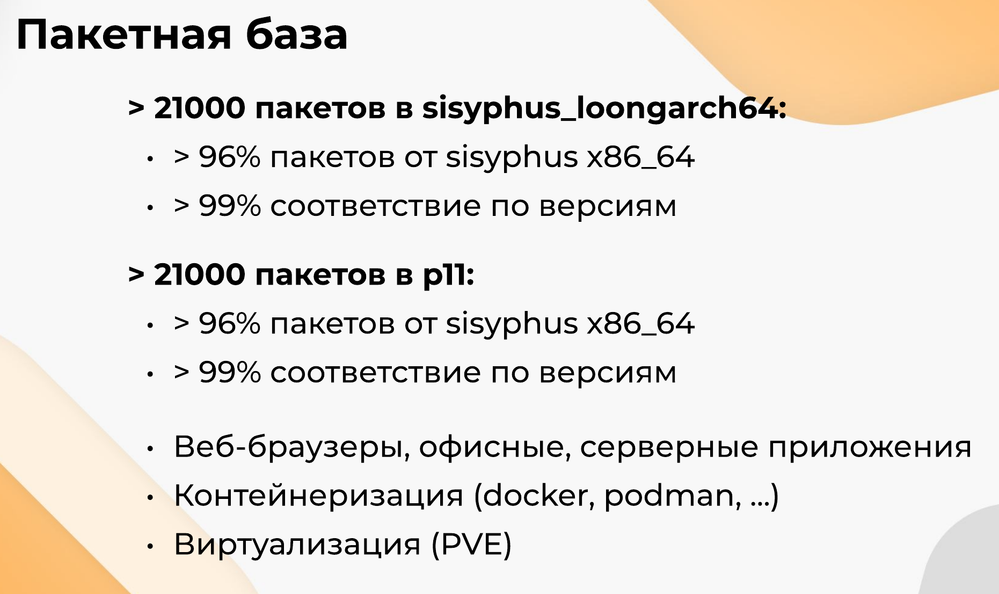 Пакетная база
> 21000 пакетов в sisyphus_loongarch64:
• > 96% пакетов от sisyphus x86_64
• > 99% соответствие по версиям
> 21000 пакетов в p11:
• > 96% пакетов от sisyphus x86_64
• > 99% соответствие по версиям
• Веб-браузеры, офисные, серверные приложения
• Контейнеризация (docker, podman, ...)
• Виртуализация (PVE)